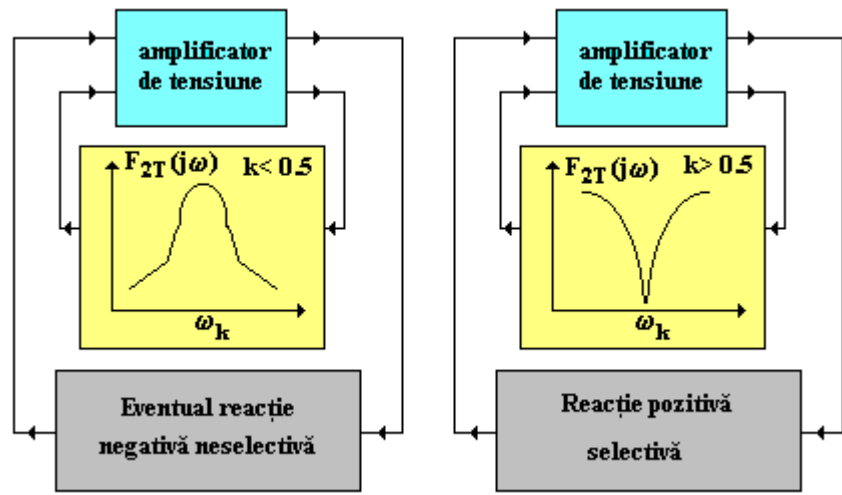 amplificator
de tensiune
F2T(jω) k< 0.5
ωk
Eventual reacție
negativă neselectivă
amplificator
de tensiune
F2T(jω) k> 0.5
ωk
Reacție pozitivă
selectivă